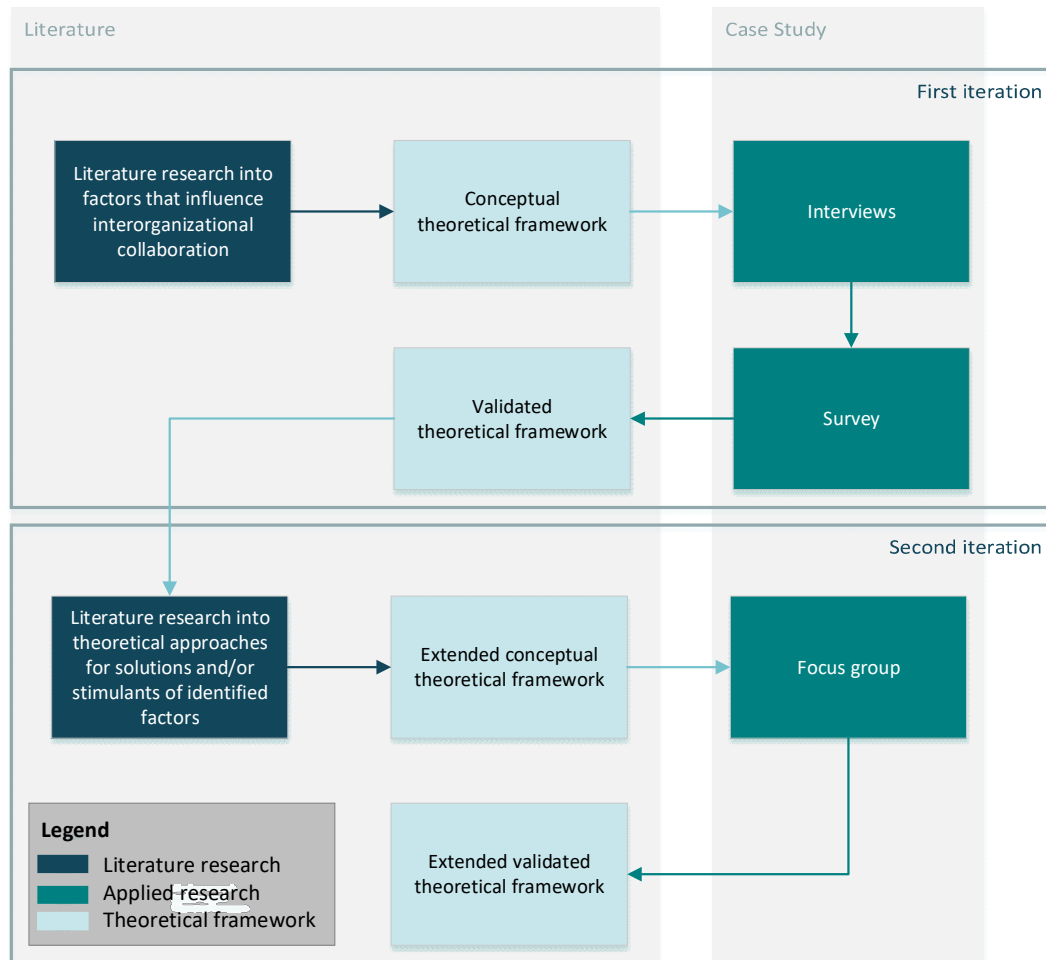 Literature
Case Study
First iteration
Literature research into
factors that influence
interorganizational
collaboration
Conceptual
theoretical framework
Interviews
Validated
theoretical framework
Survey
Second iteration
Literature research into
theoretical approaches
for solutions and/or
stimulants of identified
factors
Extended conceptual
theoretical framework
Focus group
Extended validated
theoretical framework
Legend
Literature research
Applied research
Theoretical framework